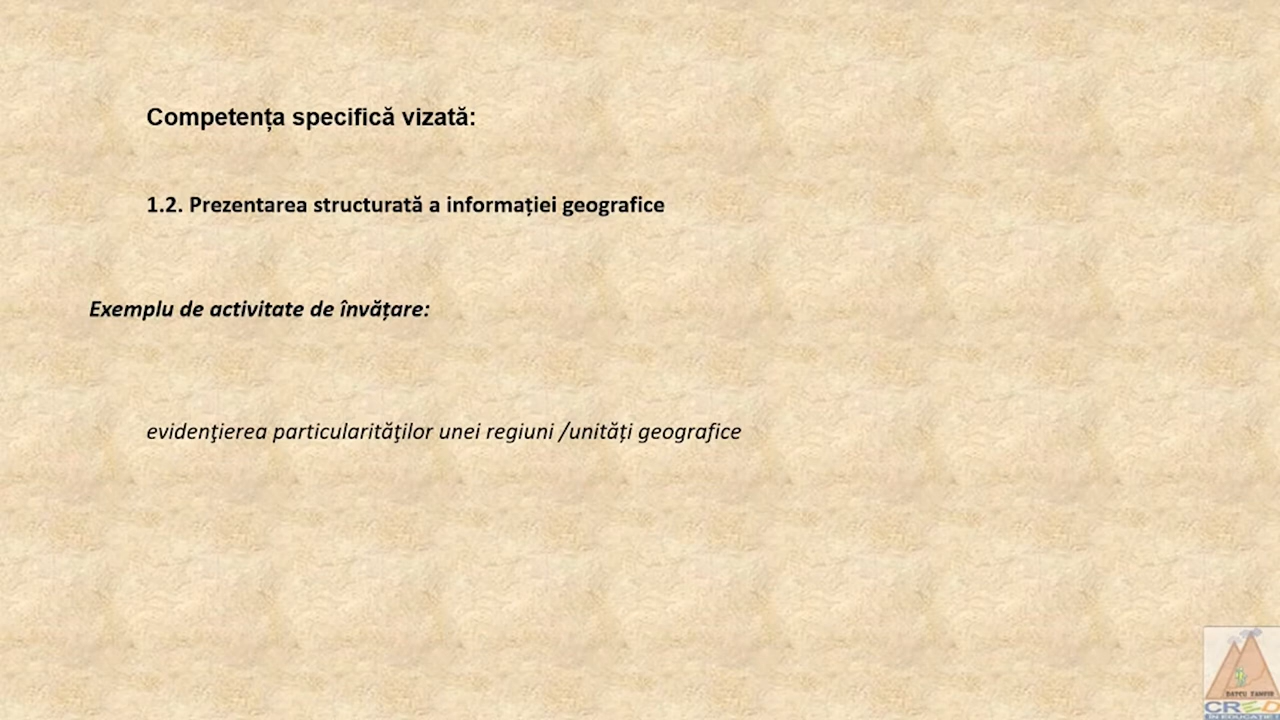 Competența specifică vizată:
1.2. Prezentarea structurată a informației geografice
Exemplu de activitate de învățare:
evidenţierea particularităţilor unei regiuni /unități geografice
CRED